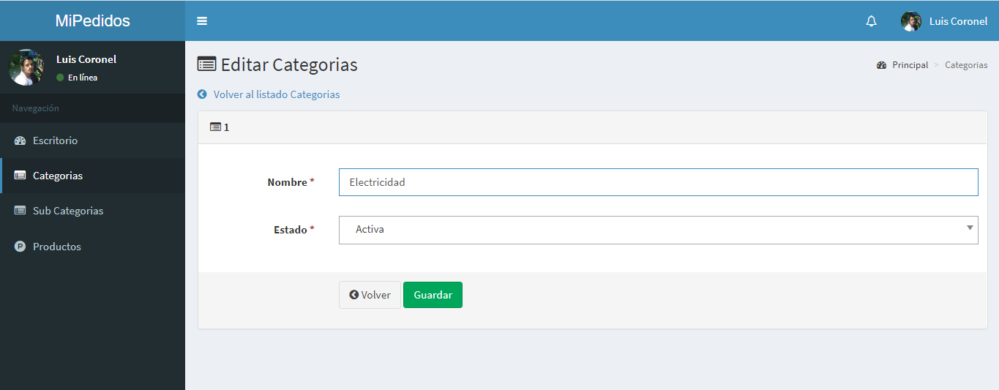 MiPedidos
Luis Coronel
Luis Coronel
En línea
Navegación
Escritorio
Categorias
Sub Categorias
P Productos
Editar Categorias
Principal > Categorias
Volver al listado Categorias
1
Nombre *
Electricidad
Estado *
Activa
Volver
Guardar